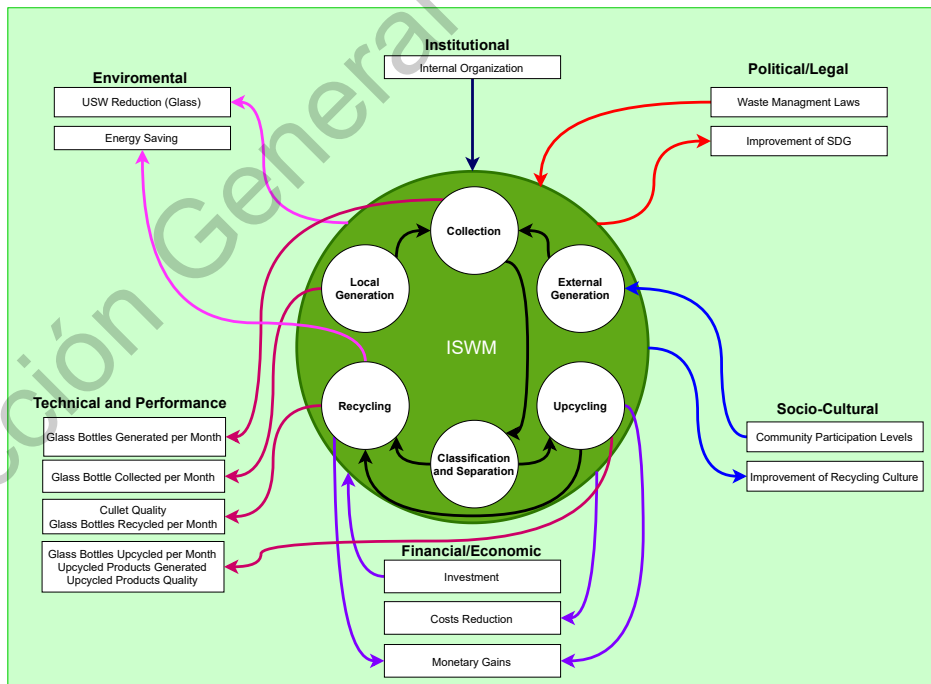 Institutional
Internal Organization
Enviromental
USW Reduction (Glass)
Energy Saving
Political/Legal
Waste Managment Laws
Improvement of SDG
Collection
Local
Generation
External
Generation
ISWM
Recycling
Upcycling
Classification
and Separation
Technical and Performance
Glass Bottles Generated per Month
Glass Bottle Collected per Month
Cullet Quality
Glass Bottles Recycled per Month
Glass Bottles Upcycled per Month
Upcycled Products Generated
Upcycled Products Quality
Socio-Cultural
Community Participation Levels
Improvement of Recycling Culture
Financial/Economic
Investment
Costs Reduction
Monetary Gains
cción General